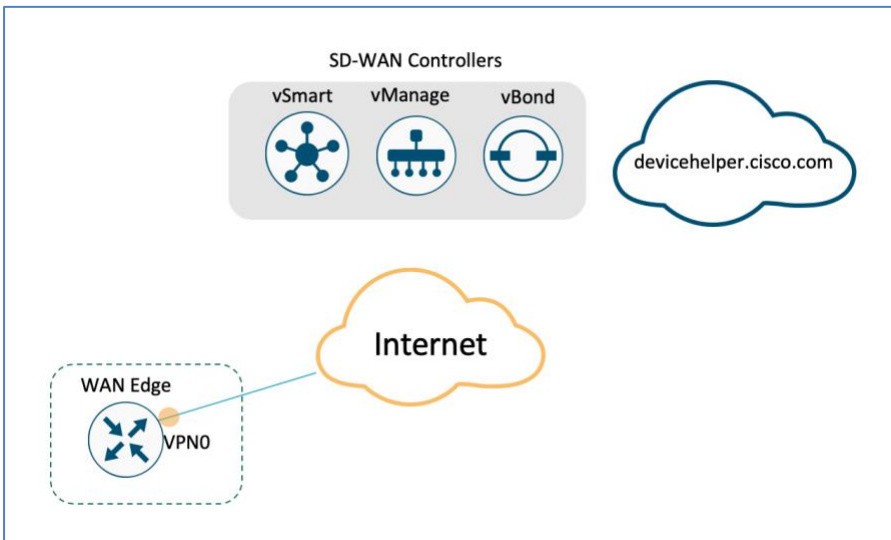 SD-WAN Controllers
vSmart
vManage
vBond
devicehelper.cisco.com
Internet
WAN Edge
VPN0